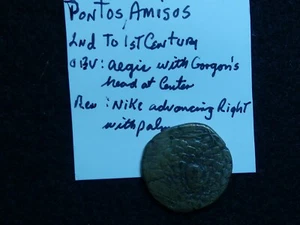 PONTOS, AMISOS
2nd To 1st Century
OBV: aegis with Gorgon's
head at Center
Rev: Nike advancing Right
with palm